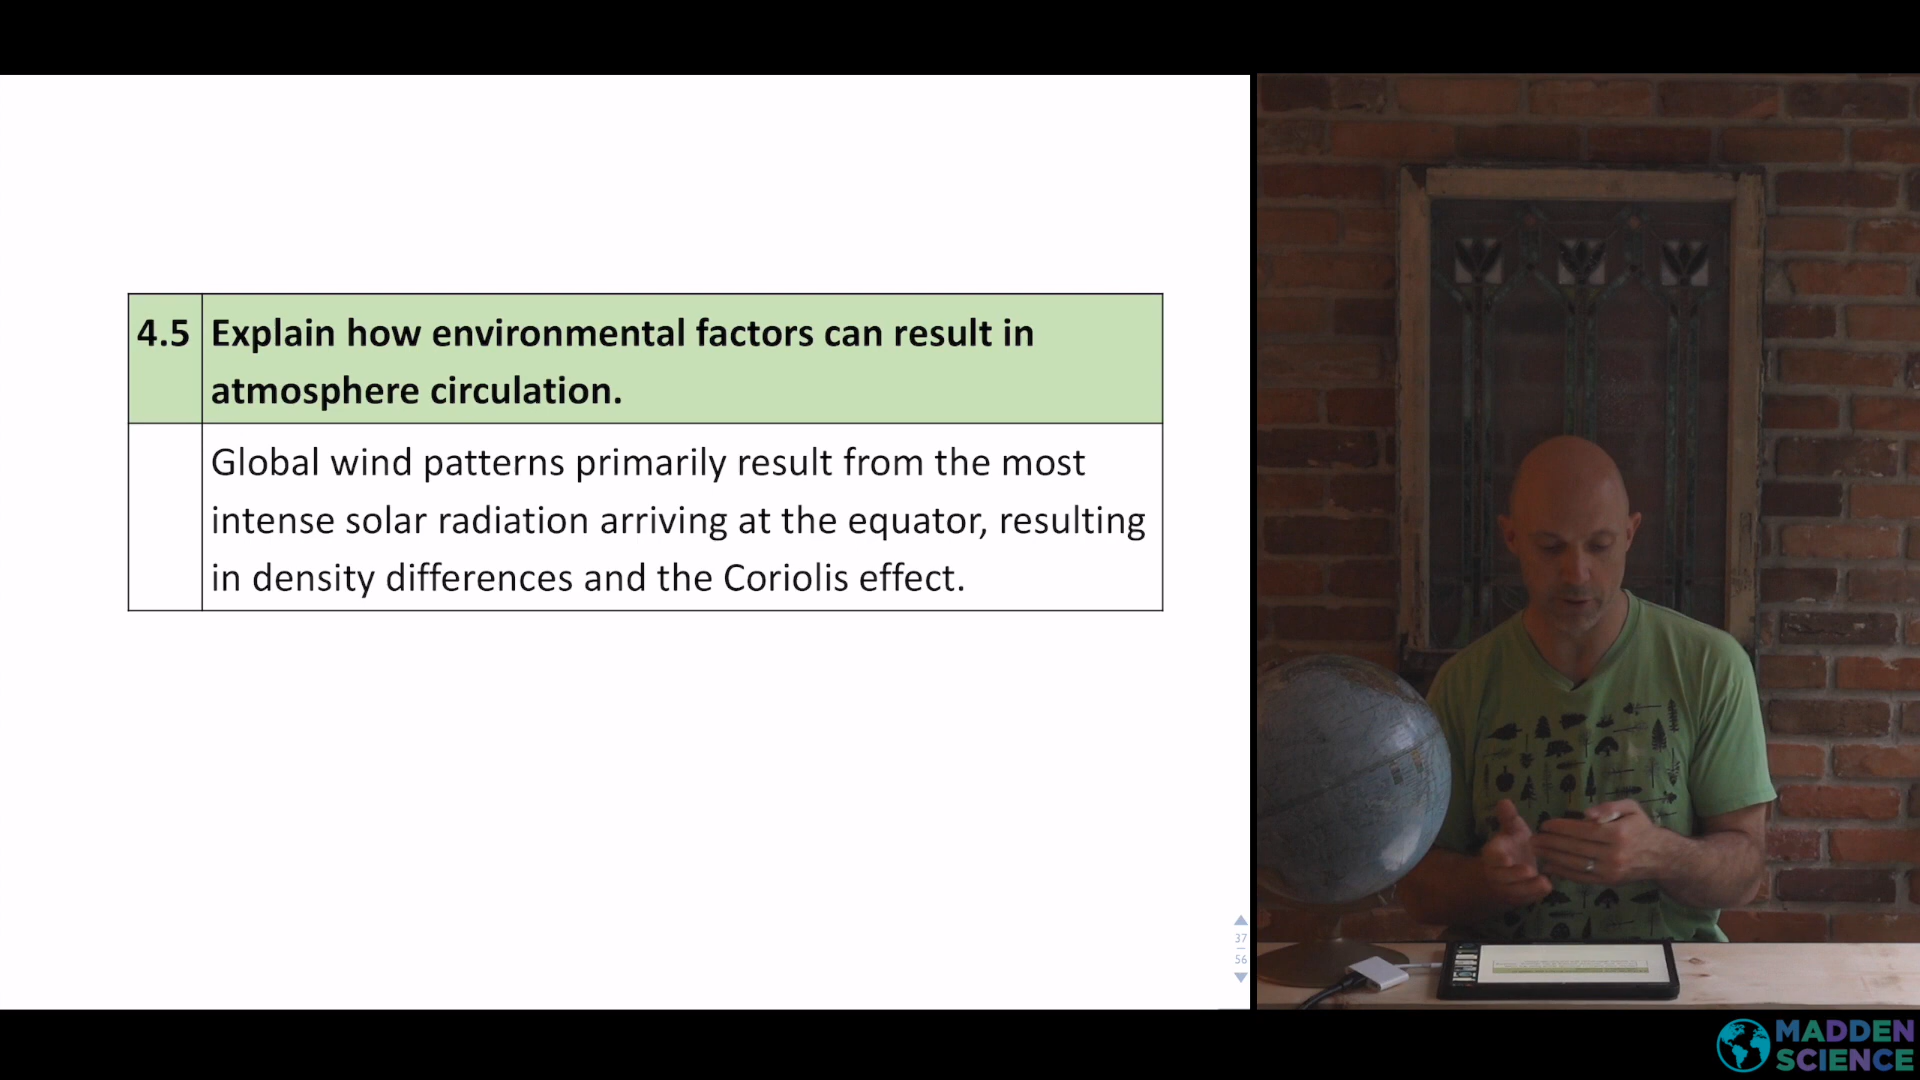 4.5 Explain how environmental factors can result in
atmosphere circulation.
Global wind patterns primarily result from the most
intense solar radiation arriving at the equator, resulting
in density differences and the Coriolis effect.
37
56
MADDEN
SCIENCE